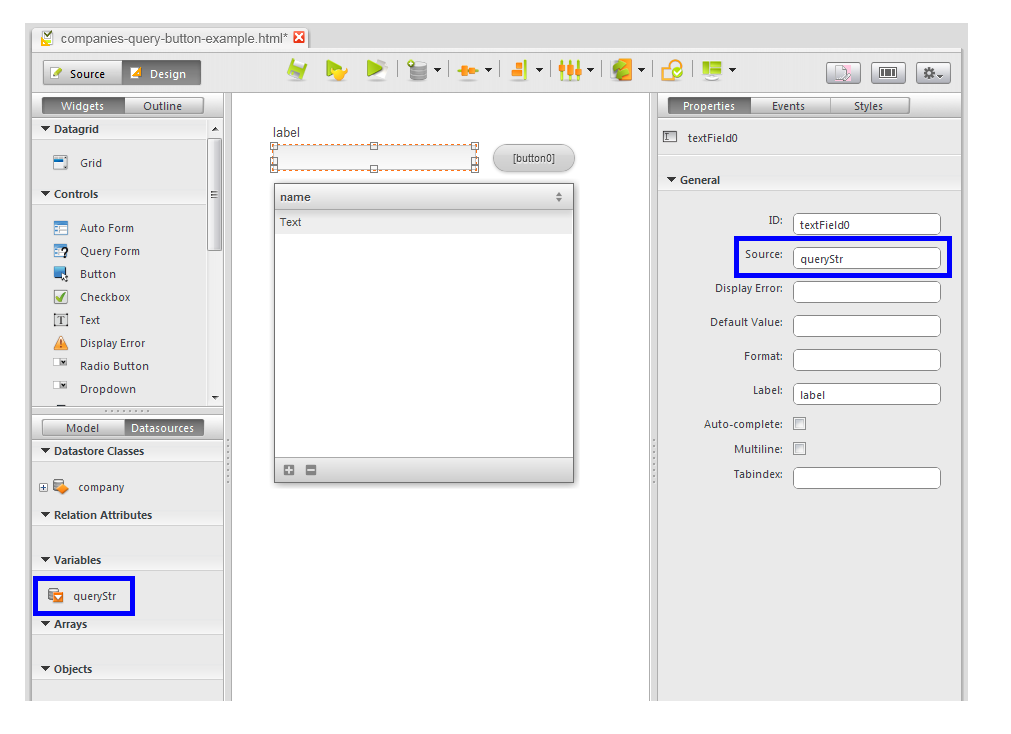 companies-query-button-example.html*
Source Design
Widgets Outline
Datagrid
Grid
Controls
Auto Form
Query Form
Button
Checkbox
Text
Display Error
Radio Button
Dropdown
Model Datasources
Datastore Classes
company
Relation Attributes
Variables
queryStr
Arrays
Objects
label
[button0]
name
Text
Properties Events Styles
textField0
General
ID: textField0
Source: queryStr
Display Error:
Default Value:
Format:
Label: label
Auto-complete:
Multiline:
Tabindex: